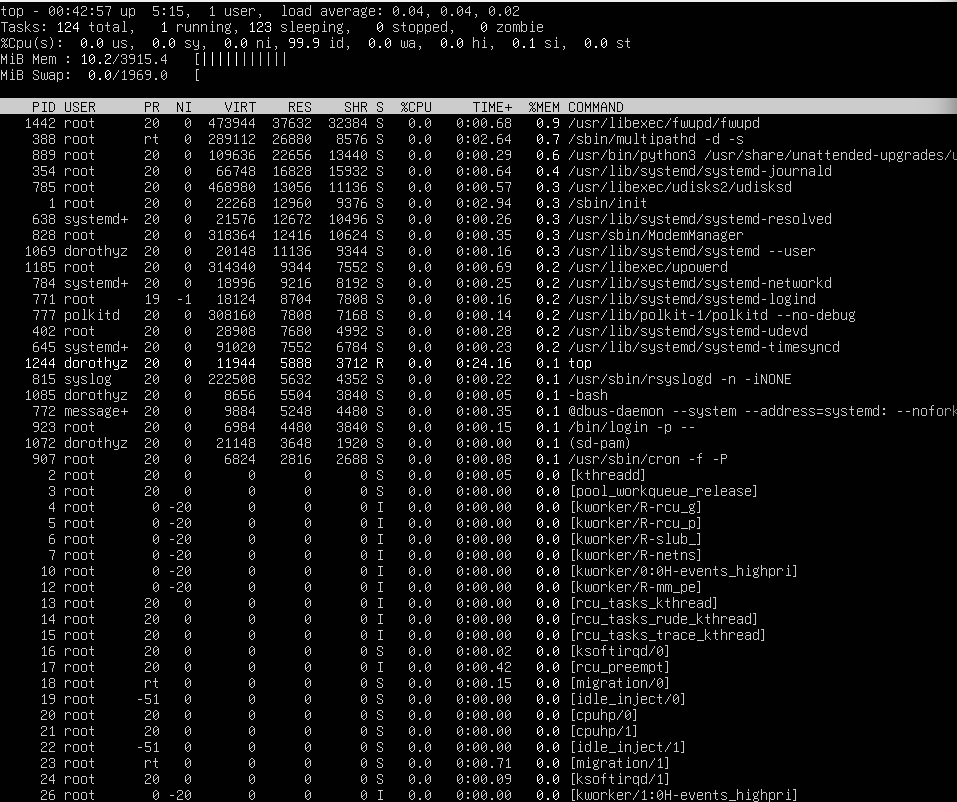 top - 00:42:57 up  5:15,  1 user,  load average: 0.04, 0.04, 0.02
Tasks: 124 total,   1 running, 123 sleeping,   0 stopped,   0 zombie
%Cpu(s):  0.0 us,  0.0 sy,  0.0 ni, 99.9 id,  0.0 wa,  0.0 hi,  0.1 si,  0.0 st
MiB Mem : 10.2/3915.4   [|||||||||||
MiB Swap:  0.0/1969.0   [
PID USER      PR  NI    VIRT    RES    SHR S  %CPU     TIME+  %MEM COMMAND
1442 root      20   0  473944  37632  32384 S   0.0   0:00.68   0.9 /usr/libexec/fwupd/fwupd
388 root      rt   0  289112  26880   8576 S   0.0   0:02.64   0.7 /sbin/multipathd -d -s
889 root      20   0  109636  22656  13440 S   0.0   0:00.29   0.6 /usr/bin/python3 /usr/share/unattended-upgrades/u
354 root      20   0   66748  16828  15932 S   0.0   0:00.64   0.4 /usr/lib/systemd/systemd-journald
785 root      20   0  468980  13056  11136 S   0.0   0:00.57   0.3 /usr/libexec/udisks2/udisksd
1 root      20   0   22268  12960   9376 S   0.0   0:02.94   0.3 /sbin/init
638 systemd+  20   0   21576  12672  10496 S   0.0   0:00.26   0.3 /usr/lib/systemd/systemd-resolved
828 root      20   0  318364  12416  10624 S   0.0   0:00.35   0.3 /usr/sbin/ModemManager
1069 dorothyz  20   0   20148  11136   9344 S   0.0   0:00.16   0.3 /usr/lib/systemd/systemd --user
1185 root      20   0  314340   9344   7552 S   0.0   0:00.69   0.2 /usr/libexec/upowerd
784 systemd+  20   0   18996   9216   8192 S   0.0   0:00.25   0.2 /usr/lib/systemd/systemd-networkd
771 root      19  -1   18124   8704   7808 S   0.0   0:00.16   0.2 /usr/lib/systemd/systemd-logind
777 polkitd   20   0  308160   7808   7168 S   0.0   0:00.14   0.2 /usr/lib/polkit-1/polkitd --no-debug
402 root      20   0   28908   7680   4992 S   0.0   0:00.28   0.2 /usr/lib/systemd/systemd-udevd
645 systemd+  20   0   91020   7552   6784 S   0.0   0:00.23   0.2 /usr/lib/systemd/systemd-timesyncd
1244 dorothyz  20   0   11944   5888   3712 R   0.0   0:24.16   0.1 top
815 syslog    20   0  222508   5632   4352 S   0.0   0:00.22   0.1 /usr/sbin/rsyslogd -n -iNONE
1085 dorothyz  20   0    8656   5504   3840 S   0.0   0:00.05   0.1 -bash
772 message+  20   0    9884   5248   4480 S   0.0   0:00.35   0.1 @dbus-daemon --system --address=systemd: --nofork
923 root      20   0    6984   4480   3840 S   0.0   0:00.15   0.1 /bin/login -p --
1072 dorothyz  20   0   21148   3648   1920 S   0.0   0:00.00   0.1 (sd-pam)
907 root      20   0    6824   2816   2688 S   0.0   0:00.08   0.1 /usr/sbin/cron -f -P
2 root      20   0       0      0      0 S   0.0   0:00.05   0.0 [kthreadd]
3 root      20   0       0      0      0 S   0.0   0:00.00   0.0 [pool_workqueue_release]
4 root       0 -20       0      0      0 I   0.0   0:00.00   0.0 [kworker/R-rcu_g]
5 root       0 -20       0      0      0 I   0.0   0:00.00   0.0 [kworker/R-rcu_p]
6 root       0 -20       0      0      0 I   0.0   0:00.00   0.0 [kworker/R-slub_]
7 root       0 -20       0      0      0 I   0.0   0:00.00   0.0 [kworker/R-netns]
10 root       0 -20       0      0      0 I   0.0   0:00.00   0.0 [kworker/0:0H-events_highpri]
12 root       0 -20       0      0      0 I   0.0   0:00.00   0.0 [kworker/R-mm_pe]
13 root      20   0       0      0      0 I   0.0   0:00.00   0.0 [rcu_tasks_kthread]
14 root      20   0       0      0      0 I   0.0   0:00.00   0.0 [rcu_tasks_rude_kthread]
15 root      20   0       0      0      0 I   0.0   0:00.00   0.0 [rcu_tasks_trace_kthread]
16 root      20   0       0      0      0 S   0.0   0:00.02   0.0 [ksoftirqd/0]
17 root      20   0       0      0      0 I   0.0   0:00.42   0.0 [rcu_preempt]
18 root      rt   0       0      0      0 S   0.0   0:00.15   0.0 [migration/0]
19 root     -51   0       0      0      0 S   0.0   0:00.00   0.0 [idle_inject/0]
20 root      20   0       0      0      0 S   0.0   0:00.00   0.0 [cpuhp/0]
21 root      20   0       0      0      0 S   0.0   0:00.00   0.0 [cpuhp/1]
22 root     -51   0       0      0      0 S   0.0   0:00.00   0.0 [idle_inject/1]
23 root      rt   0       0      0      0 S   0.0   0:00.71   0.0 [migration/1]
24 root      20   0       0      0      0 S   0.0   0:00.09   0.0 [ksoftirqd/1]
26 root       0 -20       0      0      0 I   0.0   0:00.00   0.0 [kworker/1:0H-events_highpri]